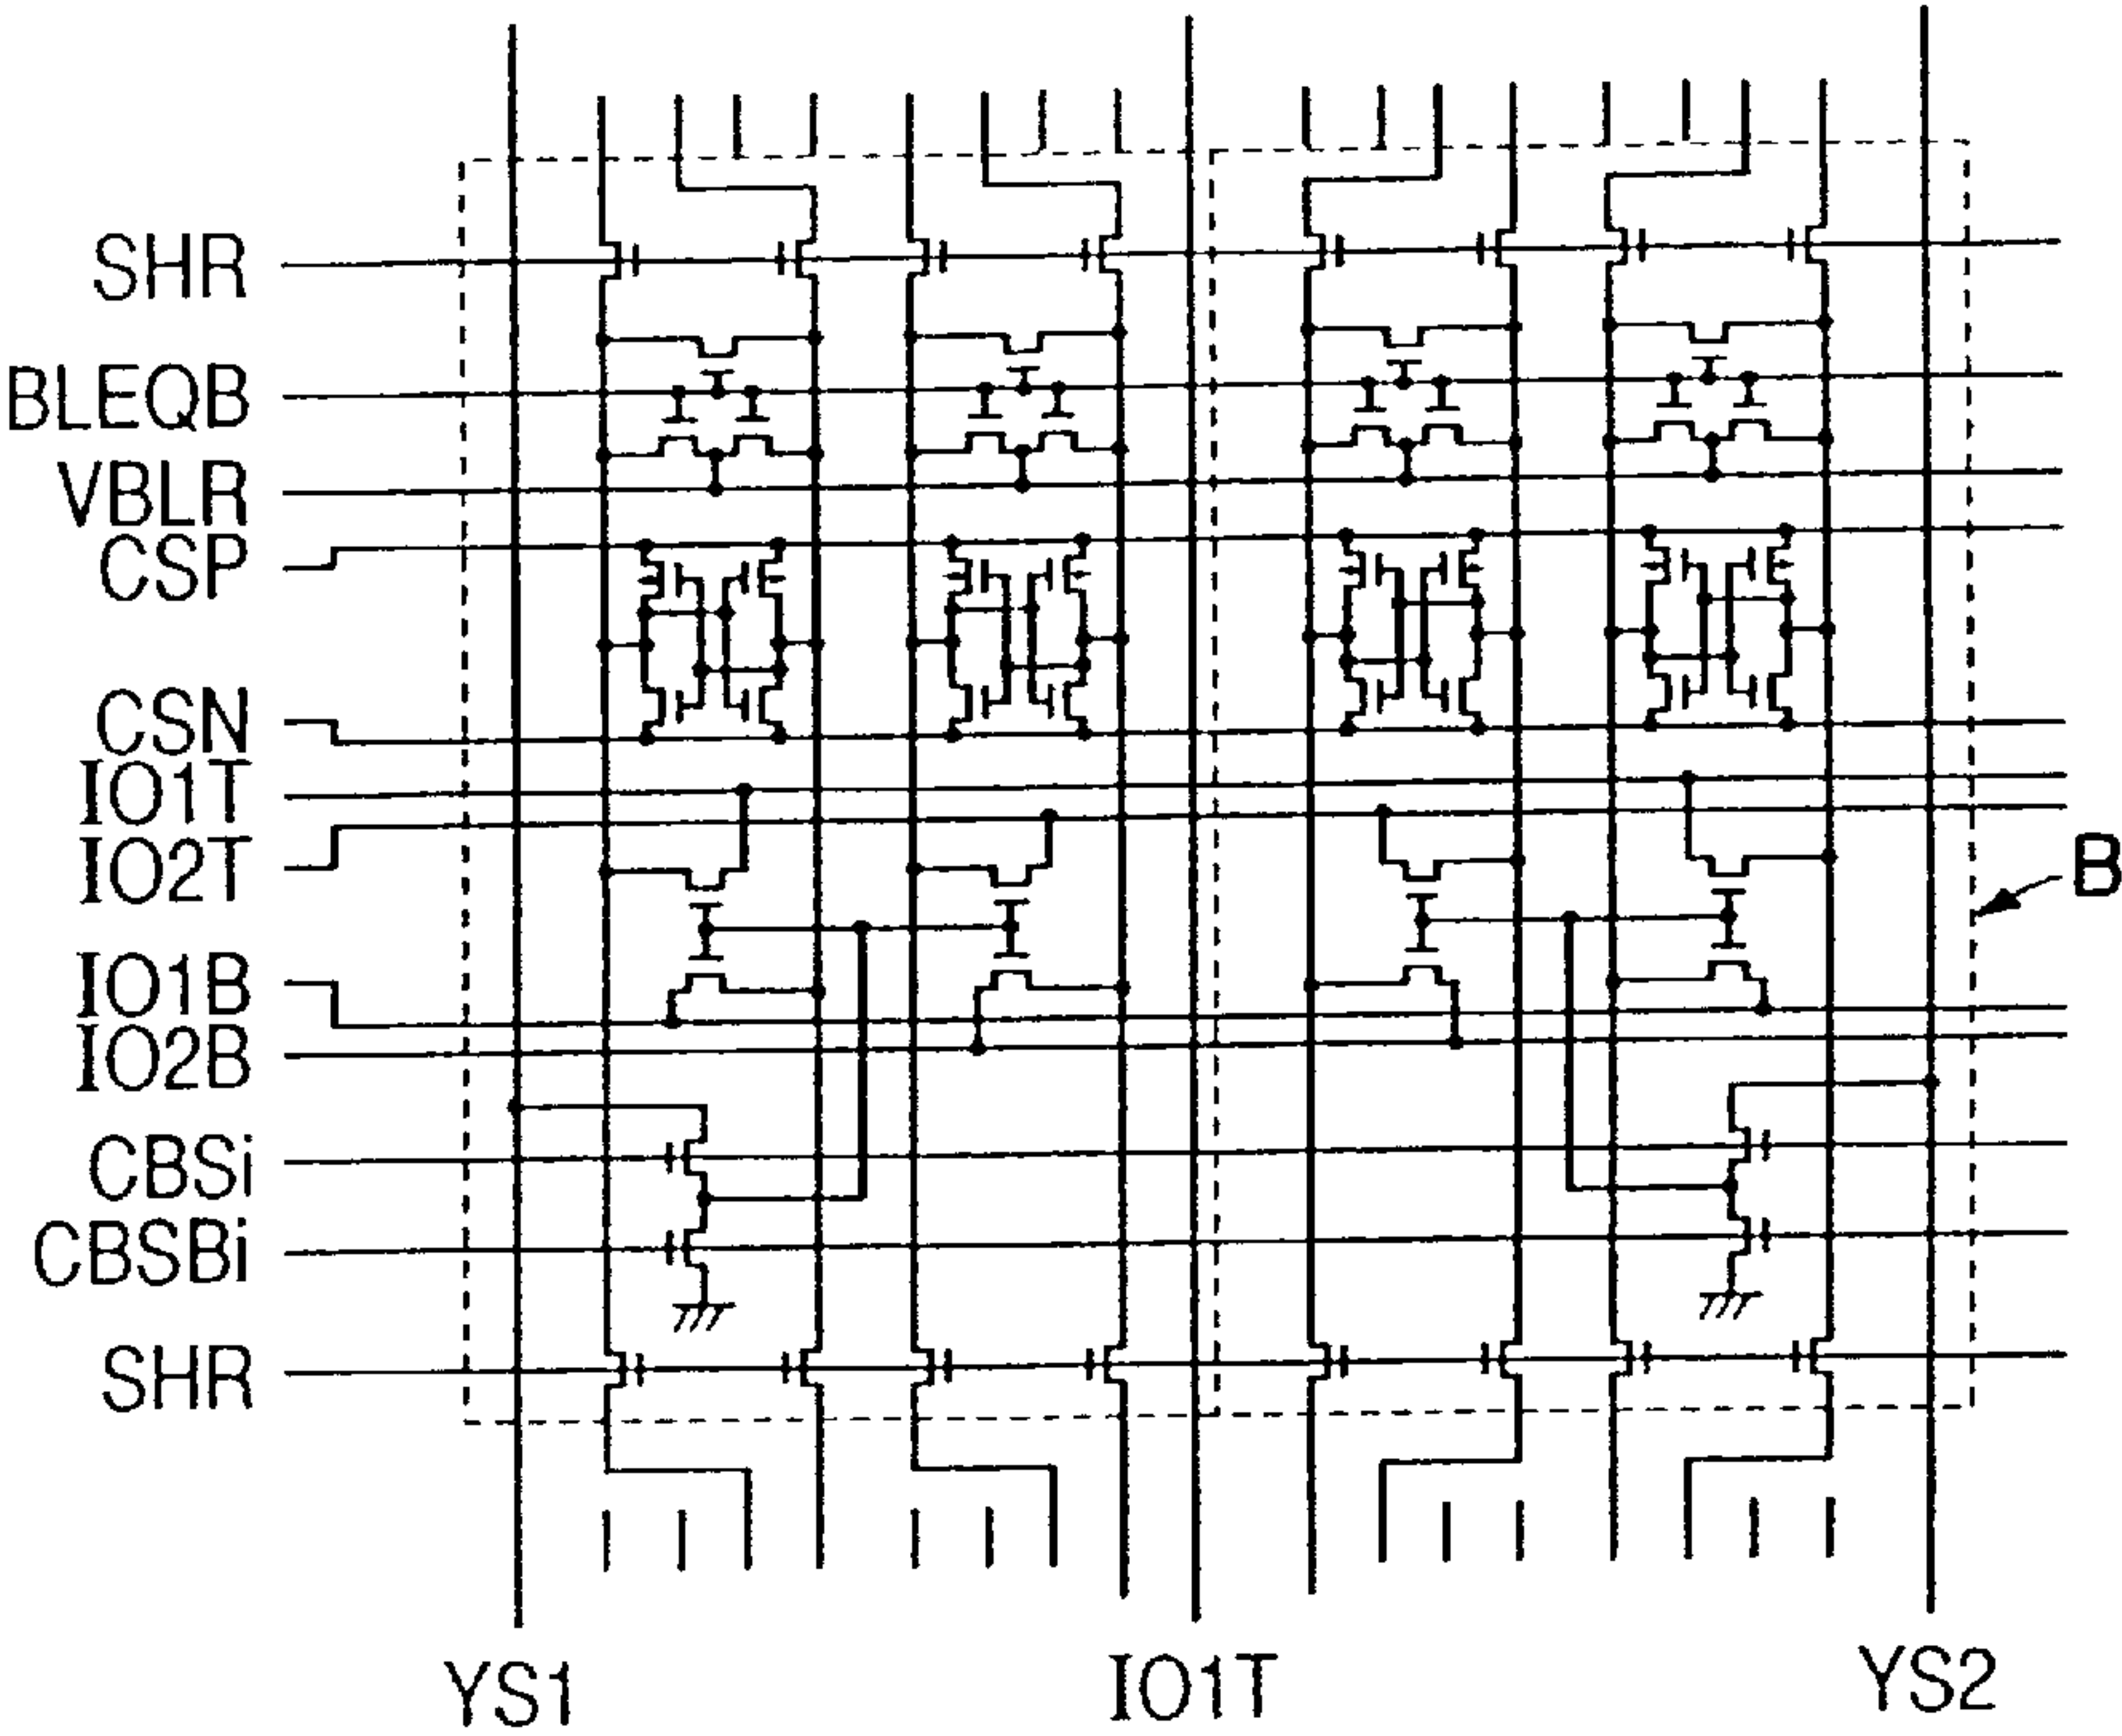 SHR
BLEQB
VBLR
CSP
CSN
IO1T
IO2T
B
IO1B
IO2B
CBSi
CBSBi
SHR
YS1 IO1T YS2